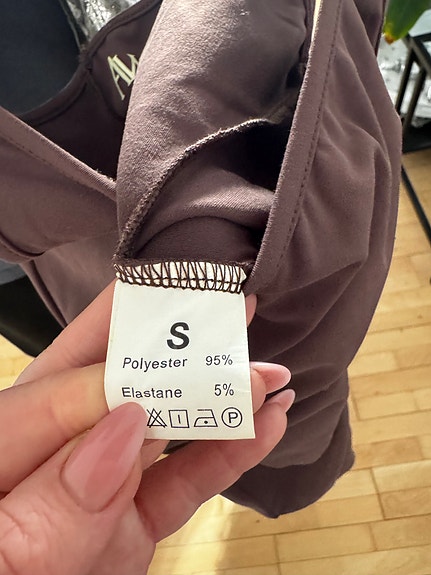 S
Polyester 95%
Elastane 5%
P